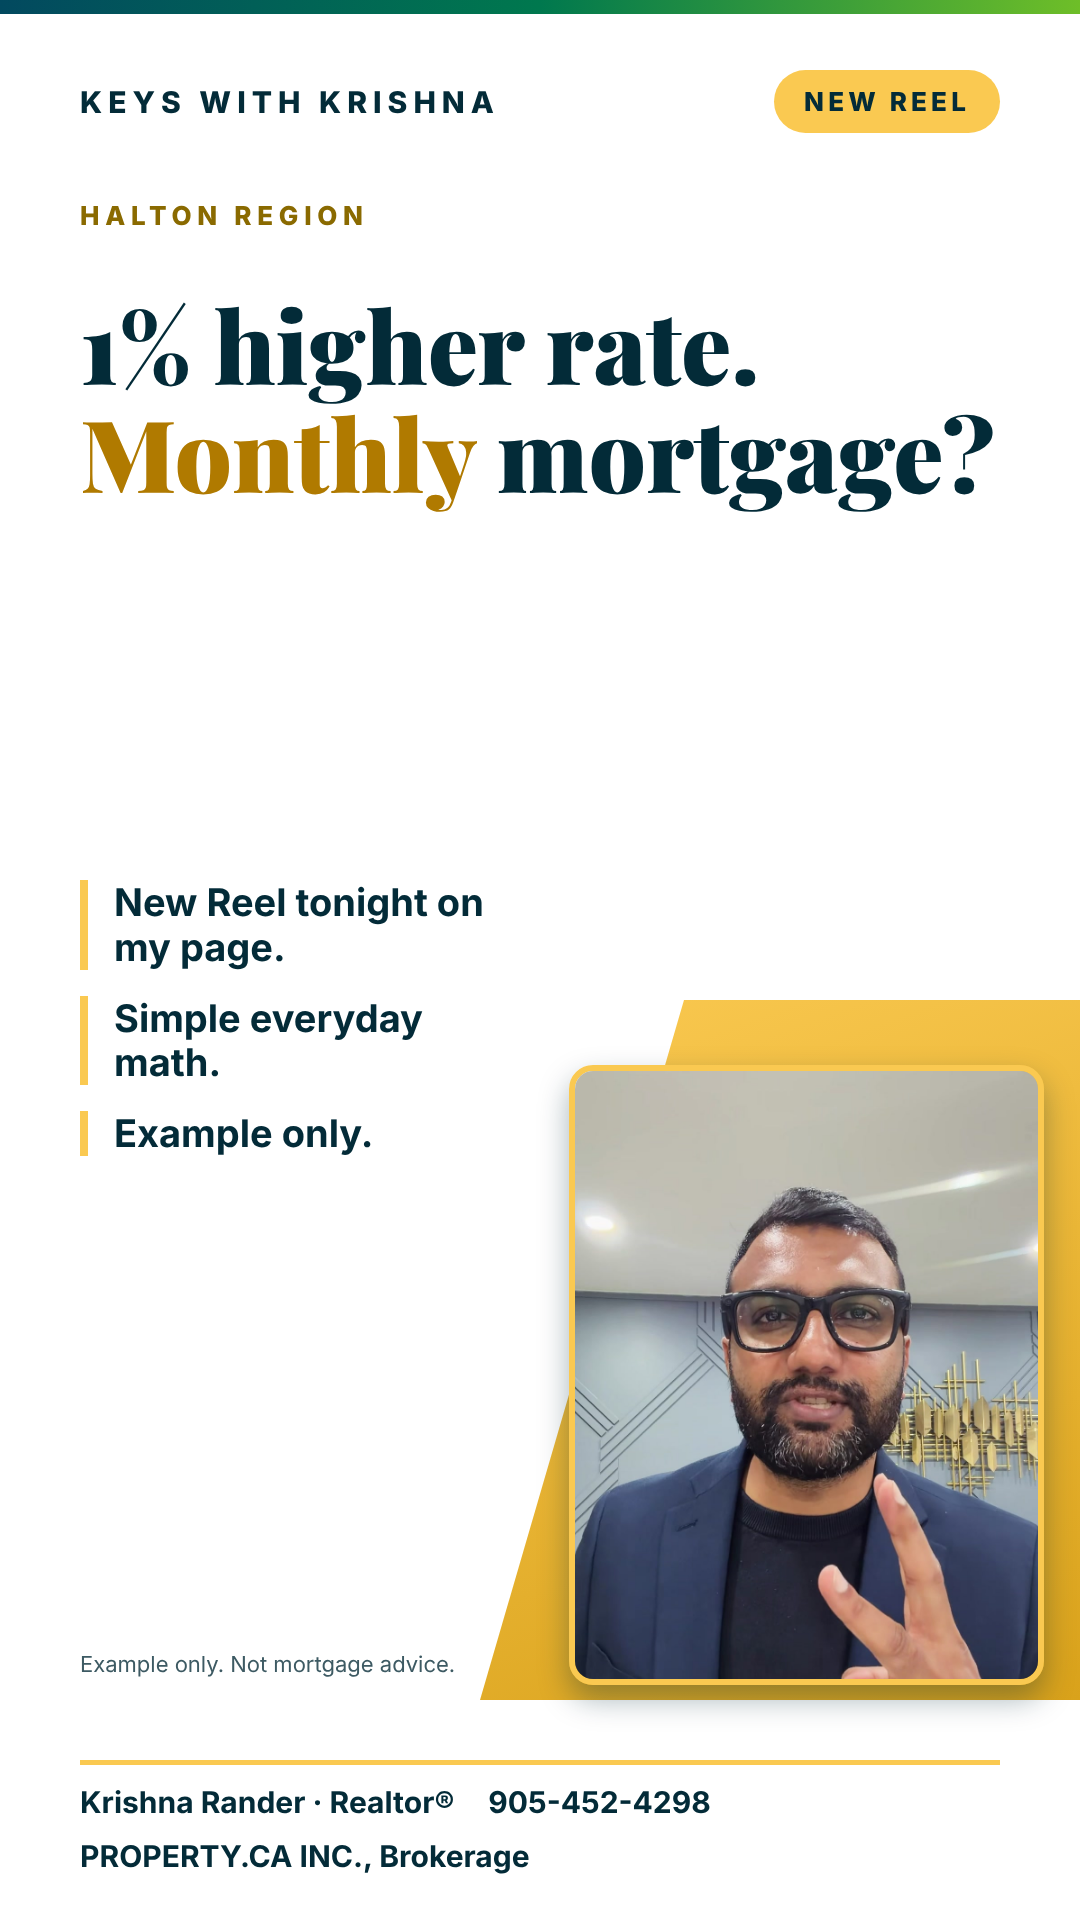 KEYS WITH KRISHNA
NEW REEL
HALTON REGION
1% higher rate.
Monthly mortgage?
New Reel tonight on
my page.
Simple everyday
math.
Example only.
Example only. Not mortgage advice.
Krishna Rander · Realtor® 905-452-4298
PROPERTY.CA INC., Brokerage